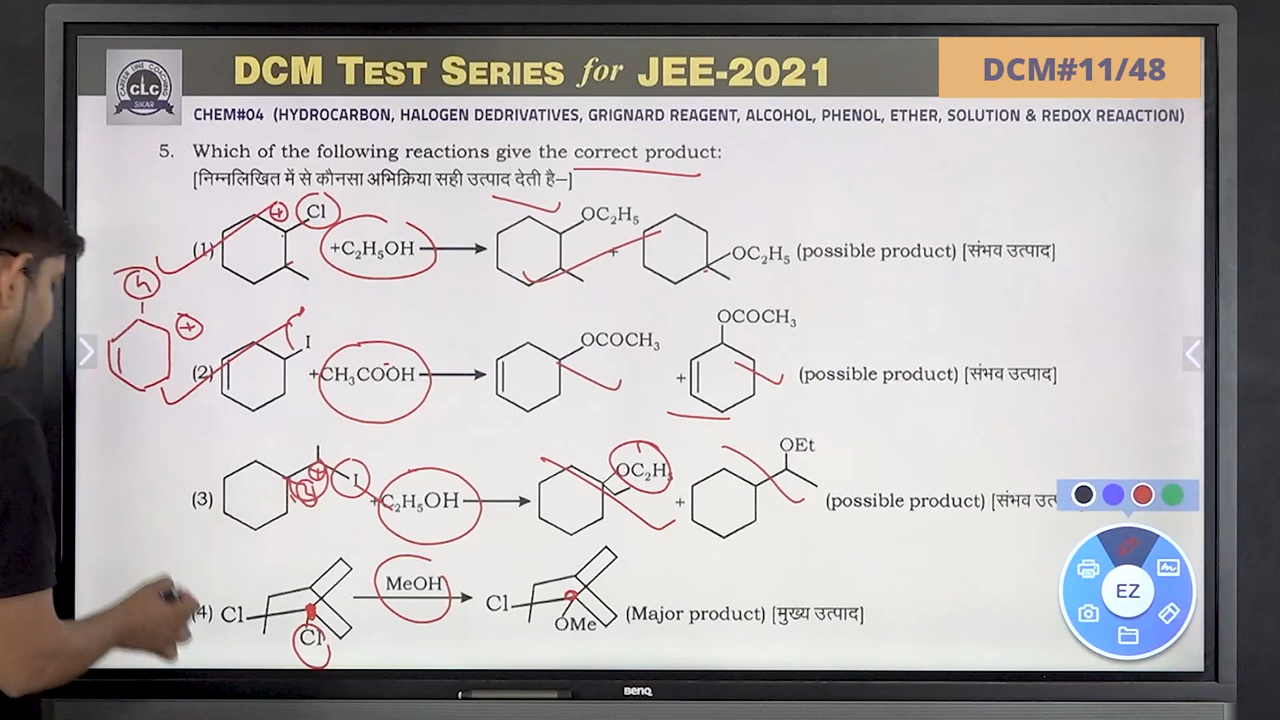 DCM TEST SERIES for JEE-2021
DCM#11/48
CAREER LINE COACHING
CLC
SIKAR
CHEM#04 (HYDROCARBON, HALOGEN DEDRIVATIVES, GRIGNARD REAGENT, ALCOHOL, PHENOL, ETHER, SOLUTION & REDOX REAACTION)
5. Which of the following reactions give the correct product:
[निम्नलिखित में से कौनसा अभिक्रिया सही उत्पाद देती है–]
(1) Cl +C₂H₅OH OC₂H₅ + OC₂H₅ (possible product) [संभव उत्पाद]
(2) I +CH₃COOH OCOCH₃ + OCOCH₃ (possible product) [संभव उत्पाद]
(3) I +C₂H₅OH OC₂H₅ + OEt (possible product) [संभव उत्
(4) Cl Cl MeOH Cl OMe (Major product) [मुख्य उत्पाद]
EZ
BenQ